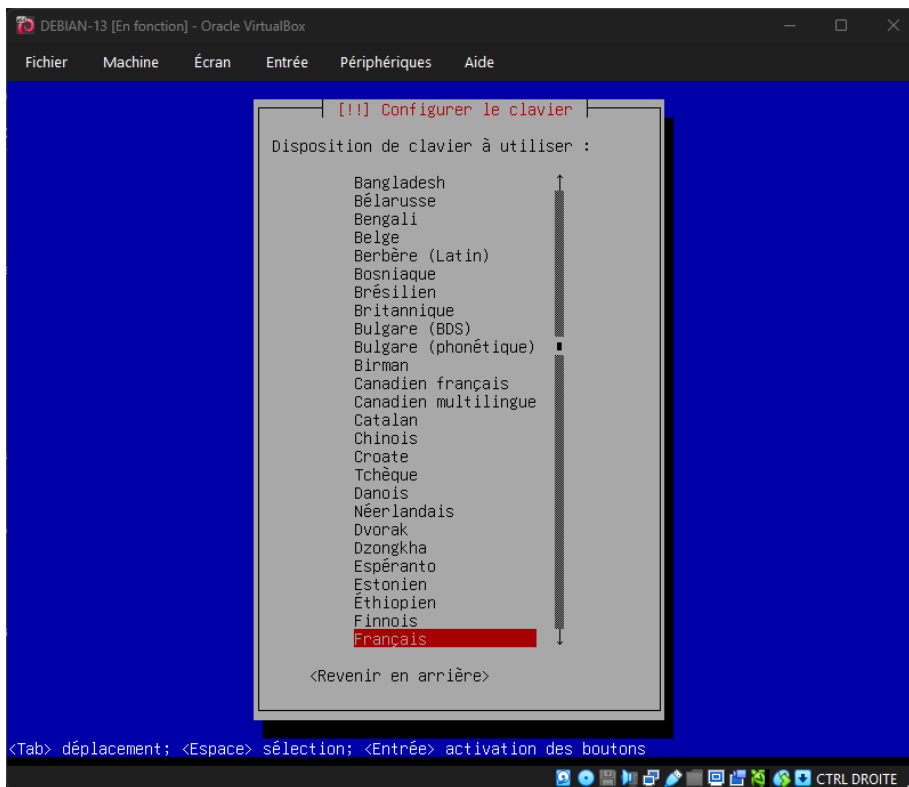 DEBIAN-13 [En fonction] - Oracle VirtualBox
Fichier Machine Écran Entrée Périphériques Aide
[!!] Configurer le clavier
Disposition de clavier à utiliser :
Bangladesh
Bélarusse
Bengali
Belge
Berbère (Latin)
Bosniaque
Brésilien
Britannique
Bulgare (BDS)
Bulgare (phonétique)
Birman
Canadien français
Canadien multilingue
Catalan
Chinois
Croate
Tchèque
Danois
Néerlandais
Dvorak
Dzongkha
Espéranto
Estonien
Éthiopien
Finnois
Français
<Revenir en arrière>
<Tab> déplacement; <Espace> sélection; <Entrée> activation des boutons
CTRL DROITE